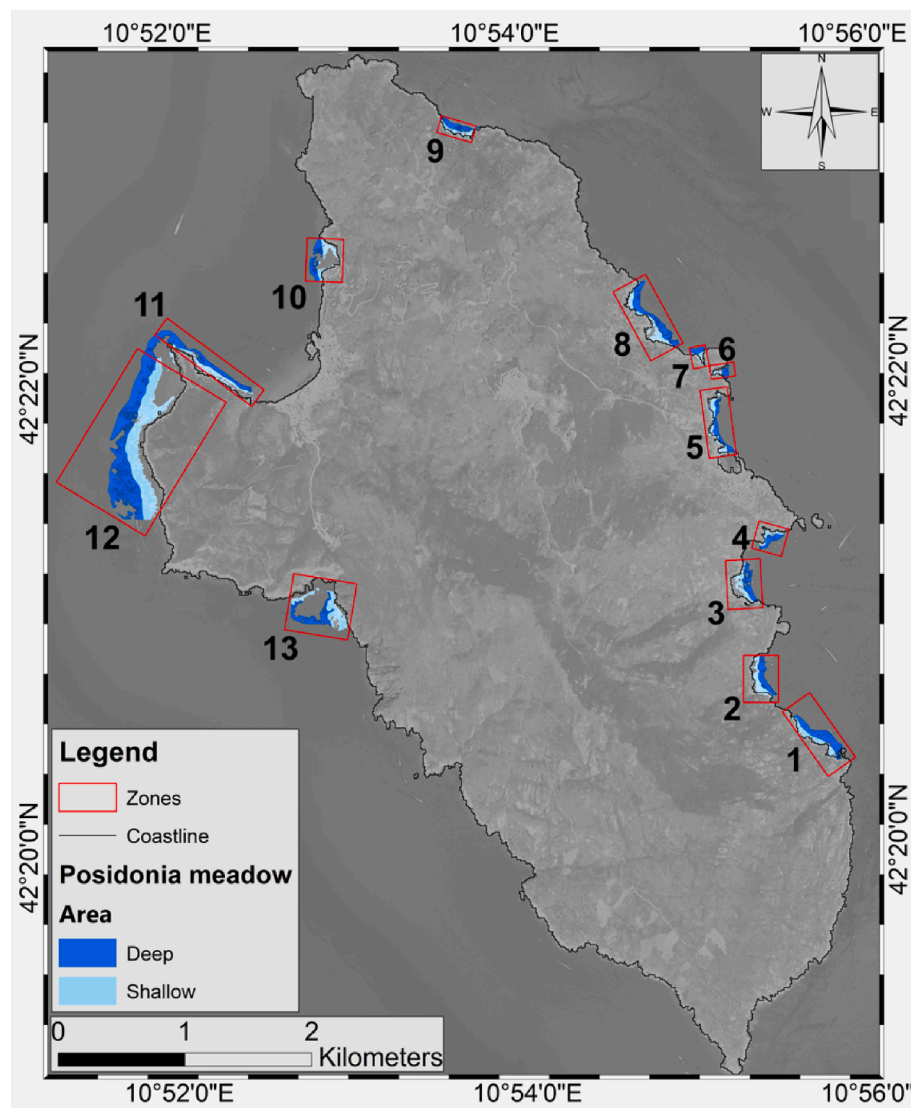 10°52'0"E 10°54'0"E 10°56'0"E
N
W E
S
9
10
11
8
6
7
42°22'0"N 42°22'0"N
5
12
4
3
13
2
1
Legend
Zones
Coastline
Posidonia meadow
Area
Deep
Shallow
42°20'0"N 42°20'0"N
0 1 2
Kilometers
10°52'0"E 10°54'0"E 10°56'0"E